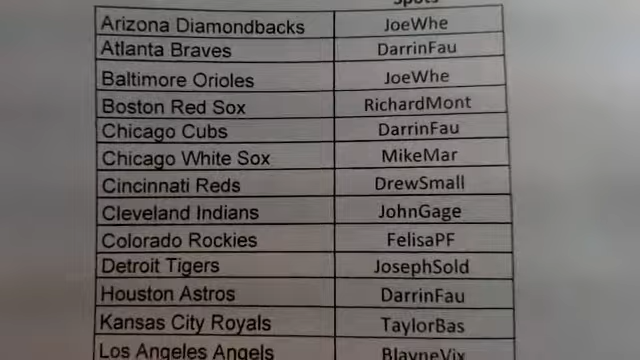 Spots
Arizona Diamondbacks JoeWhe
Atlanta Braves DarrinFau
Baltimore Orioles JoeWhe
Boston Red Sox RichardMont
Chicago Cubs DarrinFau
Chicago White Sox MikeMar
Cincinnati Reds DrewSmall
Cleveland Indians JohnGage
Colorado Rockies FelisaPF
Detroit Tigers JosephSold
Houston Astros DarrinFau
Kansas City Royals TaylorBas
Los Angeles Angels BlayneVix